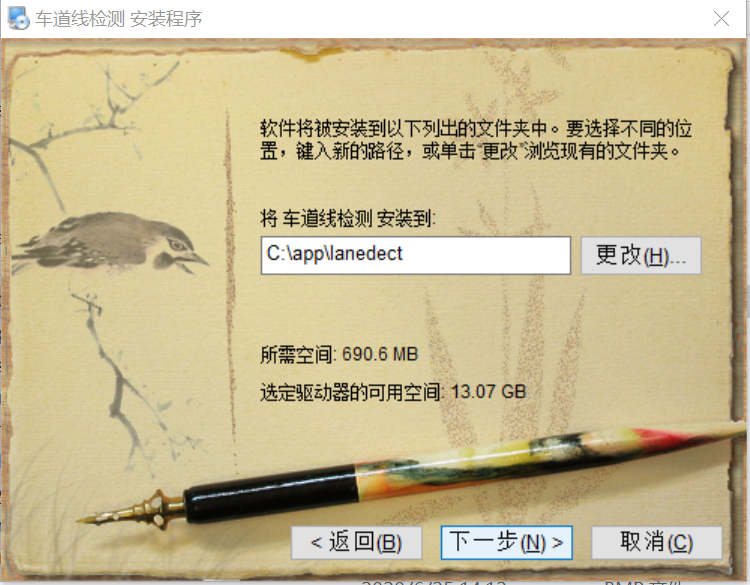 车道线检测 安装程序
软件将被安装到以下列出的文件夹中。要选择不同的位
置，键入新的路径，或单击“更改”浏览现有的文件夹。
将 车道线检测 安装到:
C:\app\lanedect
更改(H)...
所需空间: 690.6 MB
选定驱动器的可用空间: 13.07 GB
< 返回(B)
下一步(N) >
取消(C)